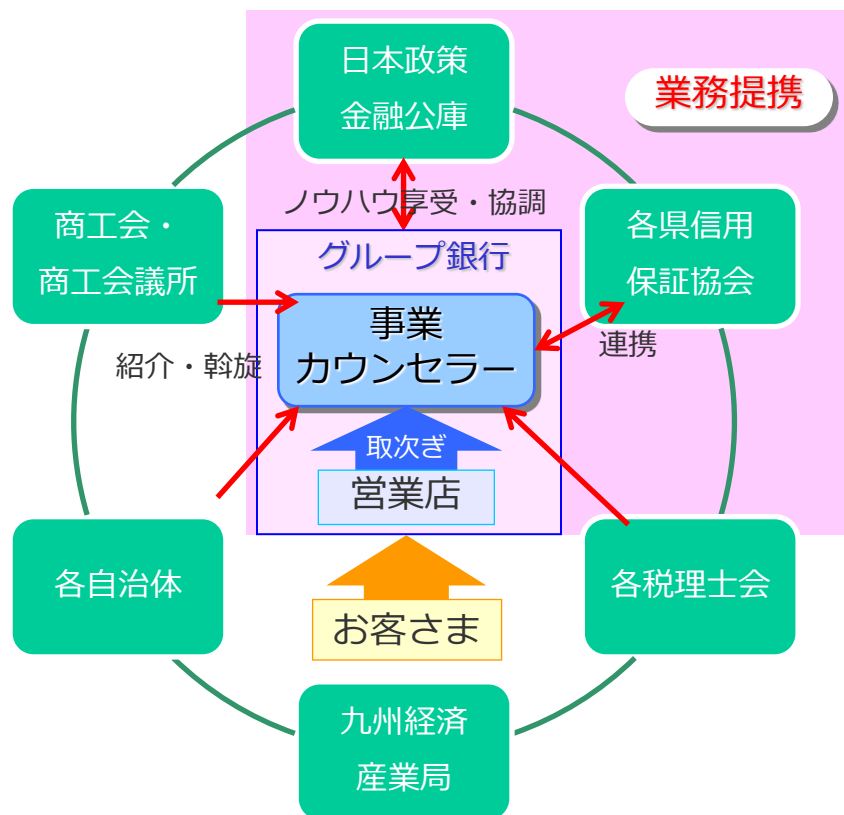 日本政策
金融公庫
業務提携
ノウハウ享受・協調
商工会・
商工会議所
各県信用
保証協会
グループ銀行
事業
カウンセラー
連携
紹介・斡旋
取次ぎ
営業店
各自治体
各税理士会
お客さま
九州経済
産業局